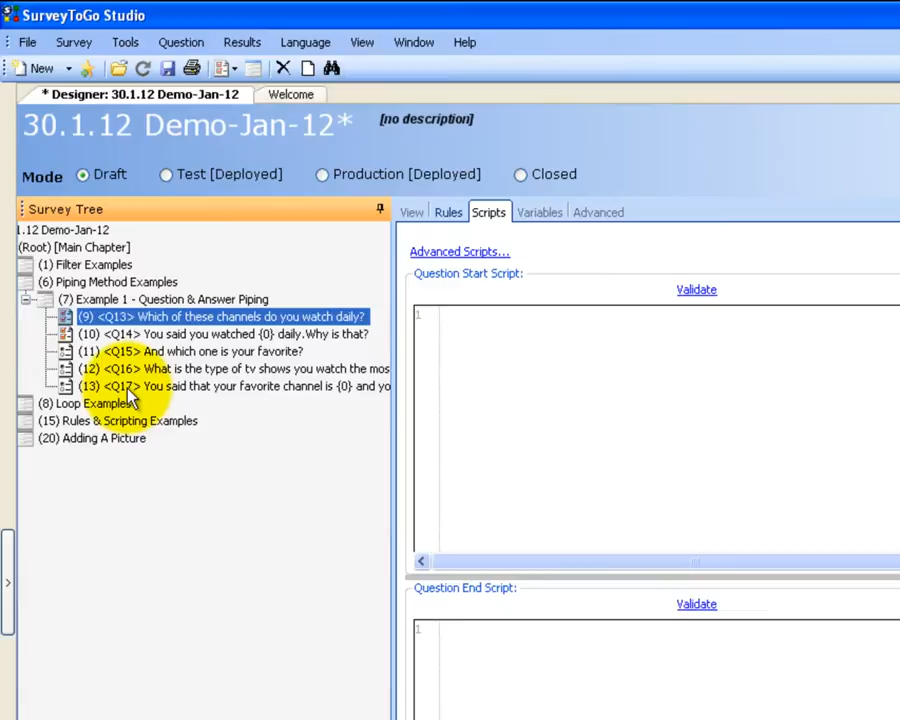 SurveyToGo Studio
File Survey Tools Question Results Language View Window Help
New
* Designer: 30.1.12 Demo-Jan-12 Welcome
30.1.12 Demo-Jan-12* [no description]
Mode Draft Test [Deployed] Production [Deployed] Closed
Survey Tree
View Rules Scripts Variables Advanced
1.12 Demo-Jan-12
(Root) [Main Chapter]
(1) Filter Examples
(6) Piping Method Examples
(7) Example 1 - Question & Answer Piping
(9) <Q13> Which of these channels do you watch daily?
(10) <Q14> You said you watched {0} daily.Why is that?
(11) <Q15> And which one is your favorite?
(12) <Q16> What is the type of tv shows you watch the mos
(13) <Q17> You said that your favorite channel is {0} and yo
(8) Loop Examples
(15) Rules & Scripting Examples
(20) Adding A Picture
Advanced Scripts...
Question Start Script:
Validate
1
Question End Script:
Validate
1